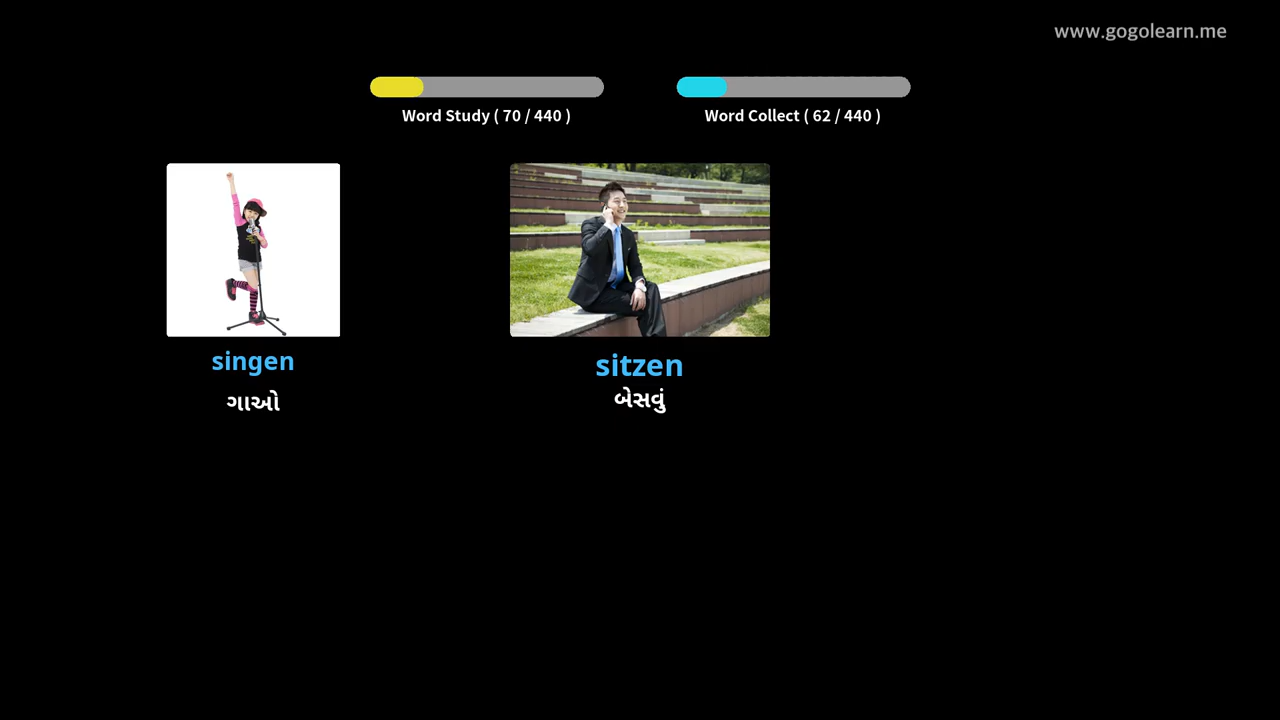 www.gogolearn.me
Word Study ( 70 / 440 )
Word Collect ( 62 / 440 )
singen
ગાઓ
sitzen
બેસવું